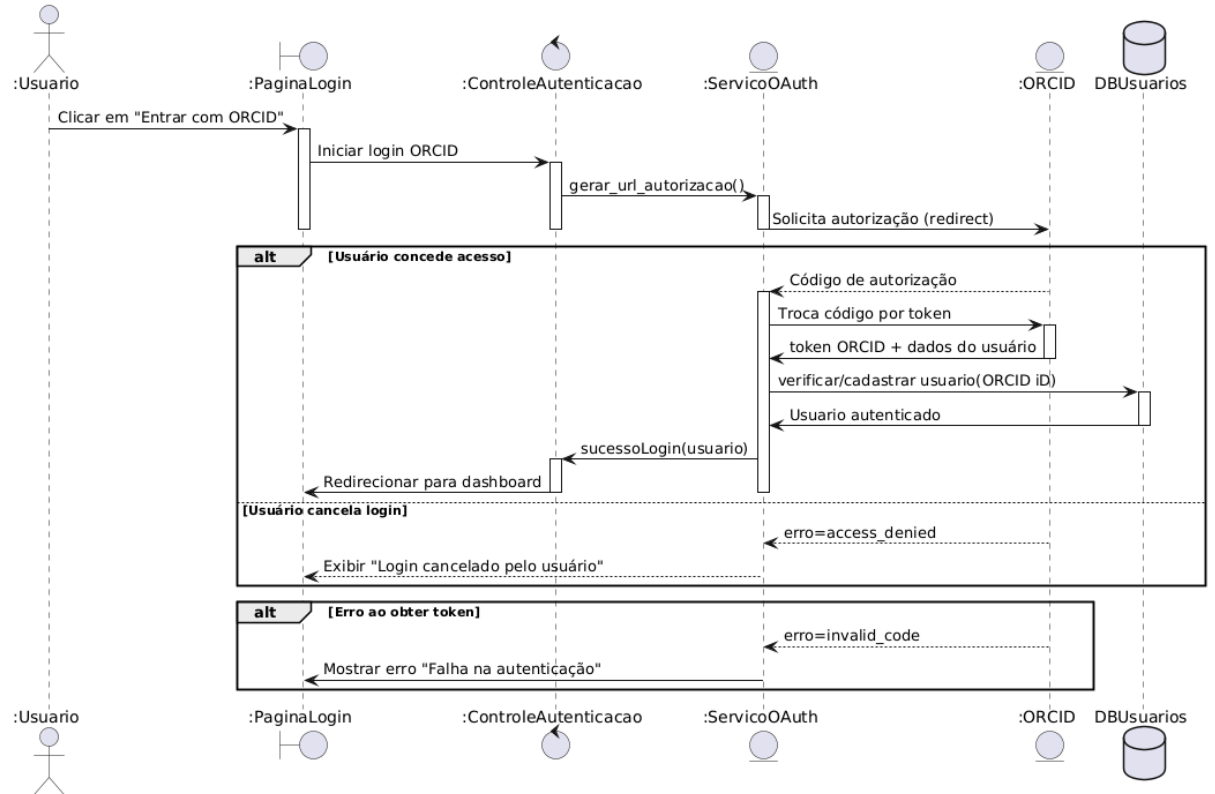 :Usuario :PaginaLogin :ControleAutenticacao :ServicoOAuth :ORCID DBUsuarios
Clicar em "Entrar com ORCID"
Iniciar login ORCID
gerar_url_autorizacao()
Solicita autorização (redirect)
alt [Usuário concede acesso]
Código de autorização
Troca código por token
token ORCID + dados do usuário
verificar/cadastrar usuario(ORCID iD)
Usuario autenticado
sucessoLogin(usuario)
Redirecionar para dashboard
[Usuário cancela login]
erro=access_denied
Exibir "Login cancelado pelo usuário"
alt [Erro ao obter token]
erro=invalid_code
Mostrar erro "Falha na autenticação"
:Usuario :PaginaLogin :ControleAutenticacao :ServicoOAuth :ORCID DBUsuarios